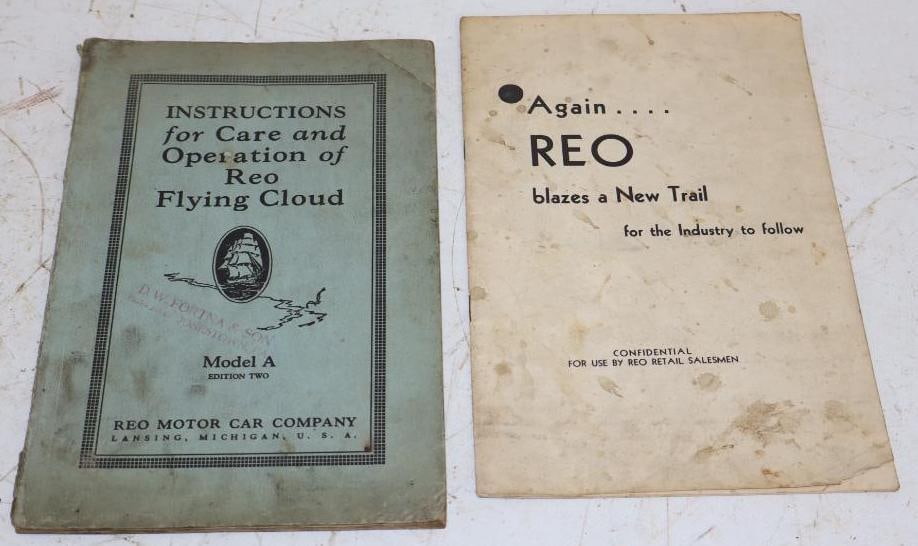 INSTRUCTIONS
for Care and
Operation of
Reo
Flying Cloud
D. W. FORTNA & SON
Model A
EDITION TWO
REO MOTOR CAR COMPANY
LANSING, MICHIGAN, U. S. A.
Again....
REO
blazes a New Trail
for the Industry to follow
CONFIDENTIAL
FOR USE BY REO RETAIL SALESMEN